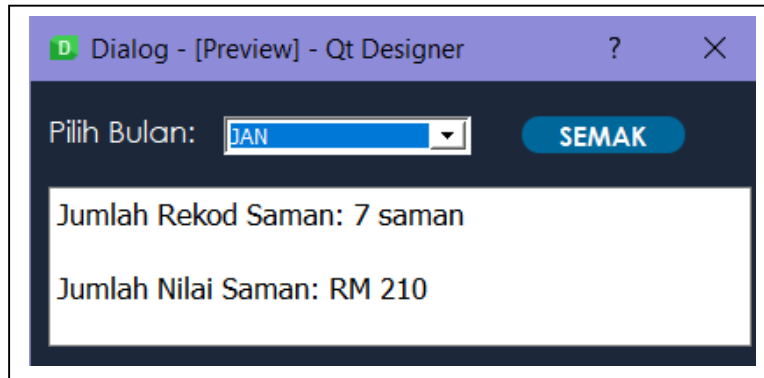 D Dialog - [Preview] - Qt Designer ? ×
Pilih Bulan: JAN SEMAK
Jumlah Rekod Saman: 7 saman
Jumlah Nilai Saman: RM 210